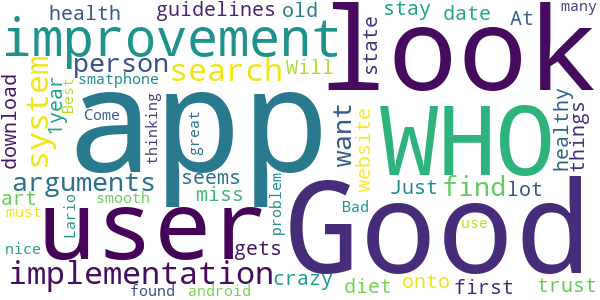 health guidelines old stay date At many
improvement look state
person search Will
download 1year system smatphone Best app
Come thinking great want WHO website healthy things
arguments seems miss Just find lot
art must smooth Lario user gets problem Good Bad use
implementation crazy diet onto first trust
nice found android